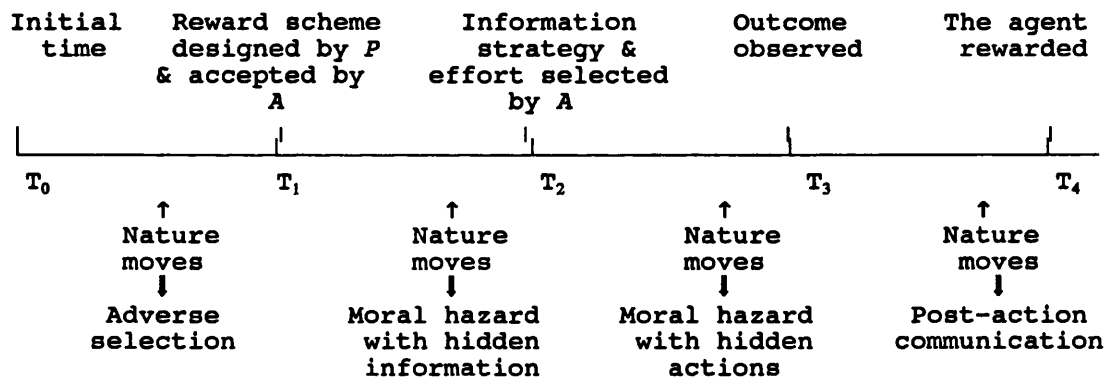 Initial time
Reward scheme designed by P & accepted by A
Information strategy & effort selected by A
Outcome observed
The agent rewarded
T0
T1
T2
T3
T4
↑ ↑ ↑ ↑
Nature moves
Nature moves
Nature moves
Nature moves
⬇ ⬇ ⬇ ⬇
Adverse selection
Moral hazard with hidden information
Moral hazard with hidden actions
Post-action communication